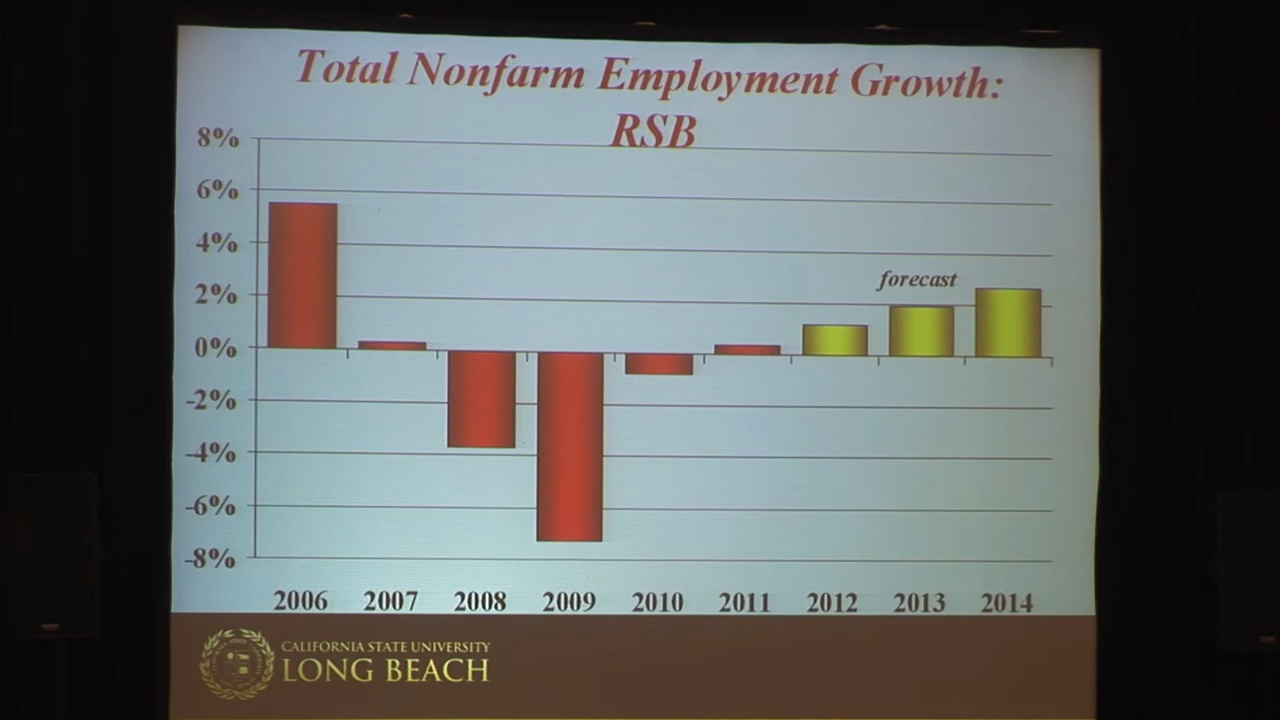 Total Nonfarm Employment Growth:
RSB
8%
6%
4%
2%
0%
-2%
-4%
-6%
-8%
forecast
2006 2007 2008 2009 2010 2011 2012 2013 2014
CALIFORNIA STATE UNIVERSITY
LONG BEACH